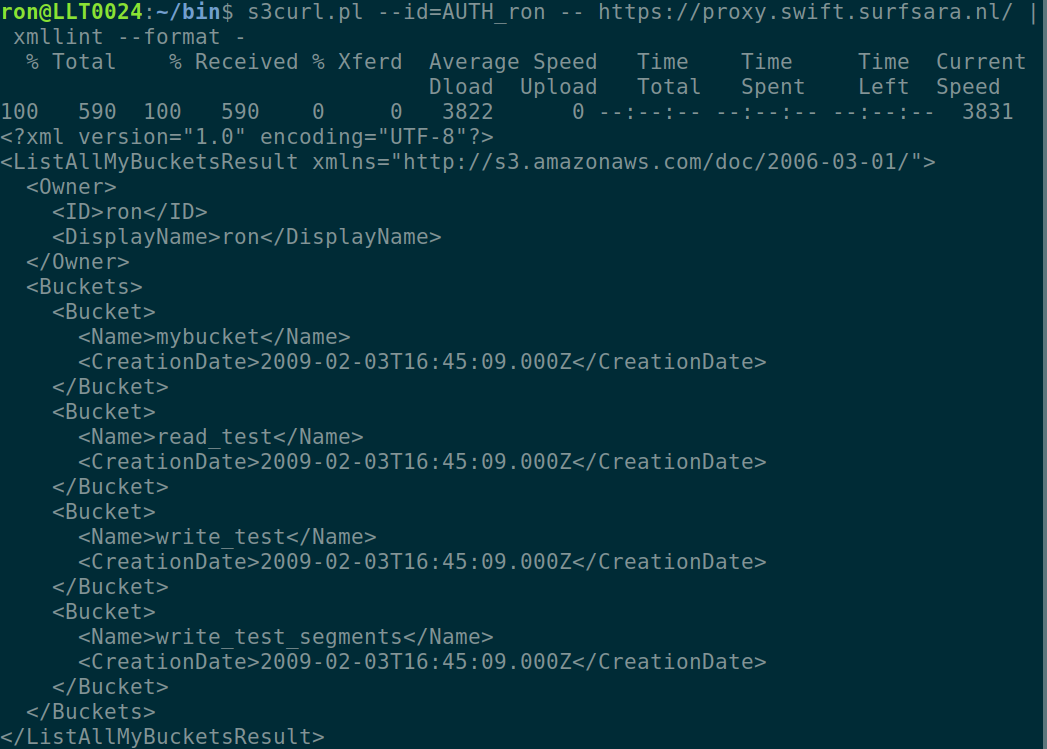 ron@LLT0024:~/bin$ s3curl.pl --id=AUTH_ron -- https://proxy.swift.surfsara.nl/ |
 xmllint --format -
  % Total    % Received % Xferd  Average Speed   Time    Time     Time  Current
                                 Dload  Upload   Total   Spent    Left  Speed
100   590  100   590    0     0   3822      0 --:--:-- --:--:-- --:--:--  3831
<?xml version="1.0" encoding="UTF-8"?>
<ListAllMyBucketsResult xmlns="http://s3.amazonaws.com/doc/2006-03-01/">
  <Owner>
    <ID>ron</ID>
    <DisplayName>ron</DisplayName>
  </Owner>
  <Buckets>
    <Bucket>
      <Name>mybucket</Name>
      <CreationDate>2009-02-03T16:45:09.000Z</CreationDate>
    </Bucket>
    <Bucket>
      <Name>read_test</Name>
      <CreationDate>2009-02-03T16:45:09.000Z</CreationDate>
    </Bucket>
    <Bucket>
      <Name>write_test</Name>
      <CreationDate>2009-02-03T16:45:09.000Z</CreationDate>
    </Bucket>
    <Bucket>
      <Name>write_test_segments</Name>
      <CreationDate>2009-02-03T16:45:09.000Z</CreationDate>
    </Bucket>
  </Buckets>
</ListAllMyBucketsResult>